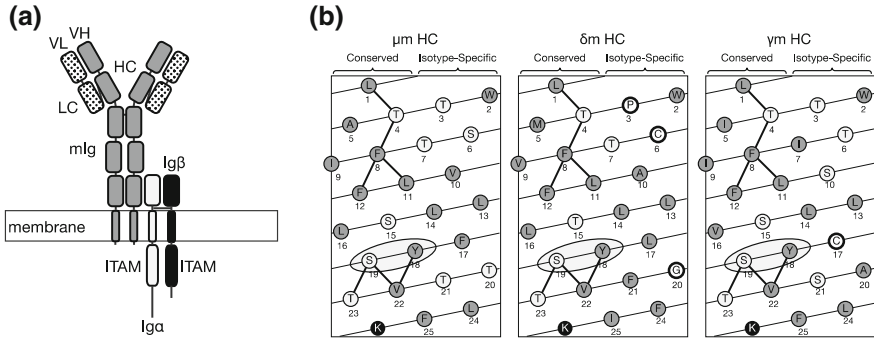 (a)
VL
VH
HC
LC
mIg
Igβ
membrane
ITAM
ITAM
Igα
(b)
µm HC
Conserved
Isotype-Specific
L
1
W
2
T
3
T
4
A
5
S
6
T
7
F
8
I
9
V
10
L
11
F
12
L
13
L
14
S
15
L
16
F
17
Y
18
S
19
T
20
T
21
V
22
T
23
L
24
F
25
K
δm HC
Conserved
Isotype-Specific
L
1
W
2
P
3
T
4
M
5
C
6
T
7
F
8
V
9
A
10
L
11
F
12
L
13
L
14
T
15
L
16
L
17
Y
18
S
19
G
20
F
21
V
22
T
23
F
24
I
25
K
γm HC
Conserved
Isotype-Specific
L
1
W
2
T
3
T
4
I
5
T
6
I
7
F
8
I
9
S
10
L
11
F
12
L
13
L
14
S
15
V
16
C
17
Y
18
S
19
A
20
S
21
V
22
T
23
L
24
F
25
K